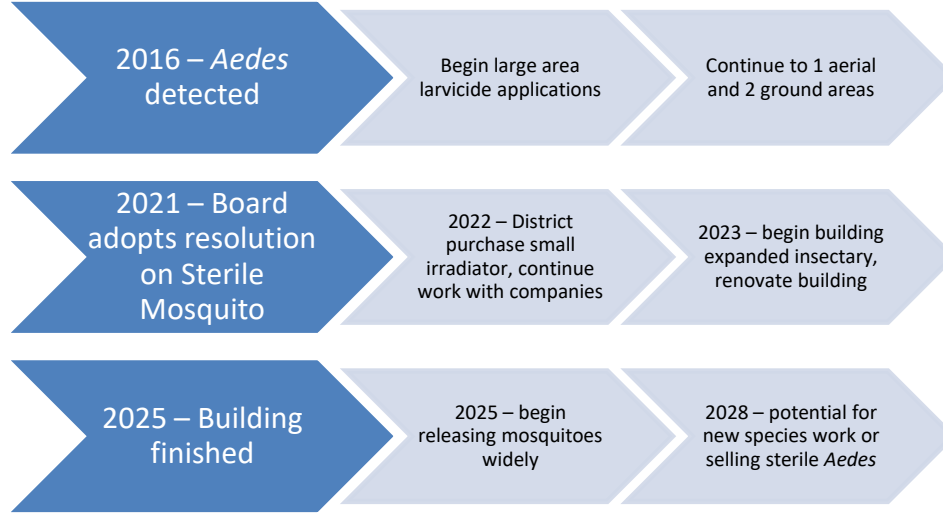 2016 – Aedes
detected
Begin large area
larvicide applications
Continue to 1 aerial
and 2 ground areas
2021 – Board
adopts resolution
on Sterile
Mosquito
2022 – District
purchase small
irradiator, continue
work with companies
2023 – begin building
expanded insectary,
renovate building
2025 – Building
finished
2025 – begin
releasing mosquitoes
widely
2028 – potential for
new species work or
selling sterile Aedes